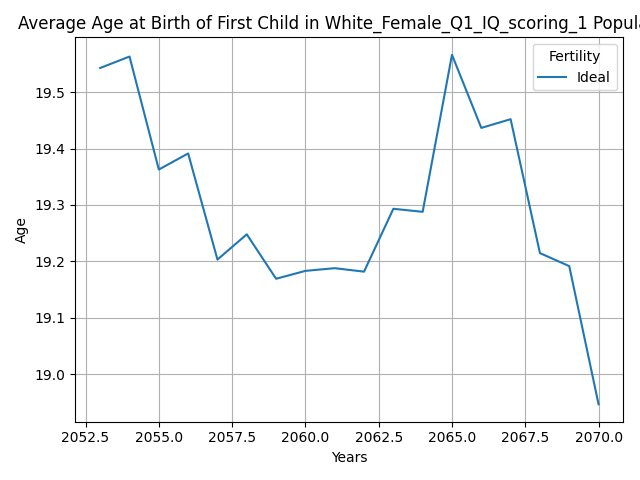 Average Age at Birth of First Child in White_Female_Q1_IQ_scoring_1 Popula
Fertility
Ideal
19.5
19.4
19.3
19.2
19.1
19.0
Age
2052.5 2055.0 2057.5 2060.0 2062.5 2065.0 2067.5 2070.0
Years